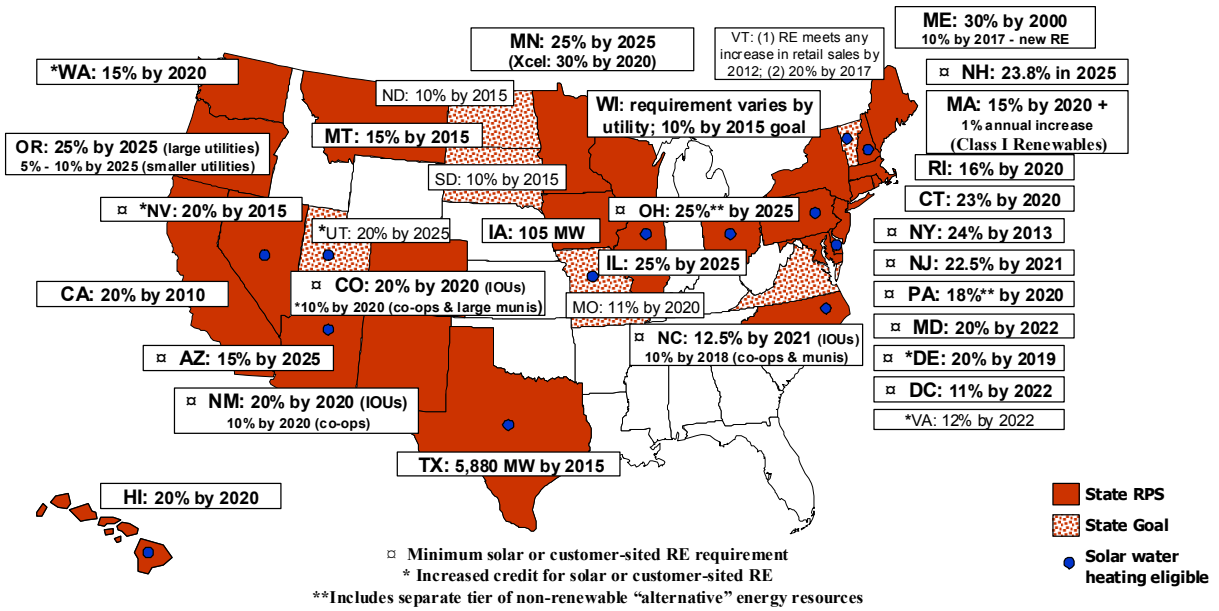 MN: 25% by 2025
(Xcel: 30% by 2020)
VT: (1) RE meets any
increase in retail sales by
2012; (2) 20% by 2017
ME: 30% by 2000
10% by 2017 - new RE
*WA: 15% by 2020
¤ NH: 23.8% in 2025
ND: 10% by 2015
WI: requirement varies by
utility; 10% by 2015 goal
MA: 15% by 2020 +
1% annual increase
(Class I Renewables)
MT: 15% by 2015
OR: 25% by 2025 (large utilities)
5% - 10% by 2025 (smaller utilities)
RI: 16% by 2020
SD: 10% by 2015
CT: 23% by 2020
¤ *NV: 20% by 2015
¤ OH: 25%** by 2025
*UT: 20% by 2025
IA: 105 MW
¤ NY: 24% by 2013
IL: 25% by 2025
¤ NJ: 22.5% by 2021
CA: 20% by 2010
¤ CO: 20% by 2020 (IOUs)
*10% by 2020 (co-ops & large munis)
MO: 11% by 2020
¤ PA: 18%** by 2020
¤ NC: 12.5% by 2021 (IOUs)
10% by 2018 (co-ops & munis)
¤ MD: 20% by 2022
¤ AZ: 15% by 2025
¤ *DE: 20% by 2019
¤ NM: 20% by 2020 (IOUs)
10% by 2020 (co-ops)
¤ DC: 11% by 2022
*VA: 12% by 2022
TX: 5,880 MW by 2015
HI: 20% by 2020
State RPS
State Goal
Solar water
heating eligible
¤ Minimum solar or customer-sited RE requirement
* Increased credit for solar or customer-sited RE
**Includes separate tier of non-renewable “alternative” energy resources